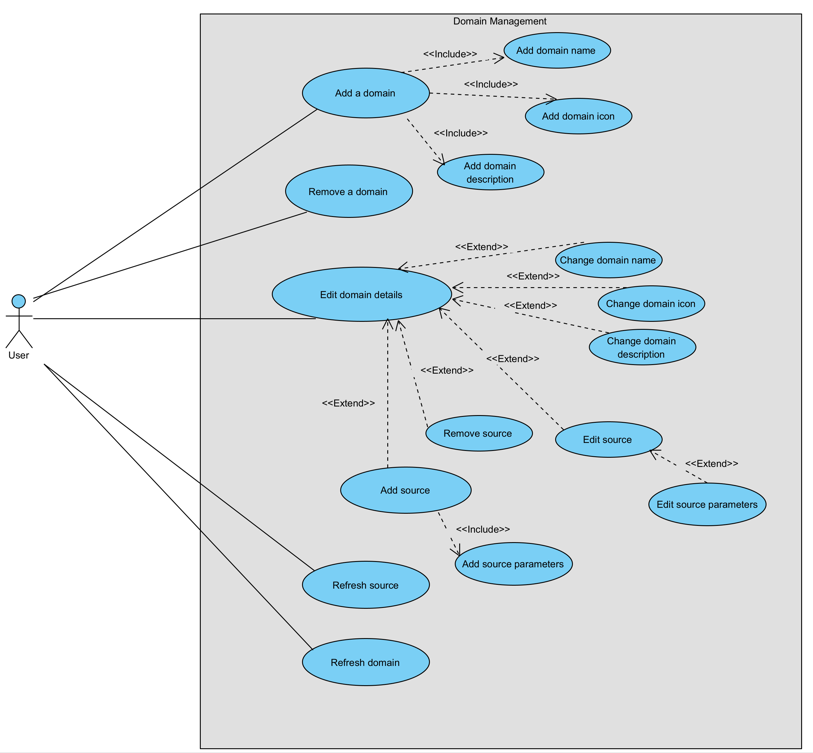 Domain Management
<<Include>>
Add domain name
Add a domain
<<Include>>
Add domain icon
<<Include>>
Add domain
description
Remove a domain
<<Extend>>
Change domain name
<<Extend>>
Edit domain details
Change domain icon
<<Extend>>
Change domain
description
User
<<Extend>>
<<Extend>>
<<Extend>>
Remove source
Edit source
<<Extend>>
Add source
Edit source parameters
<<Include>>
Add source parameters
Refresh source
Refresh domain